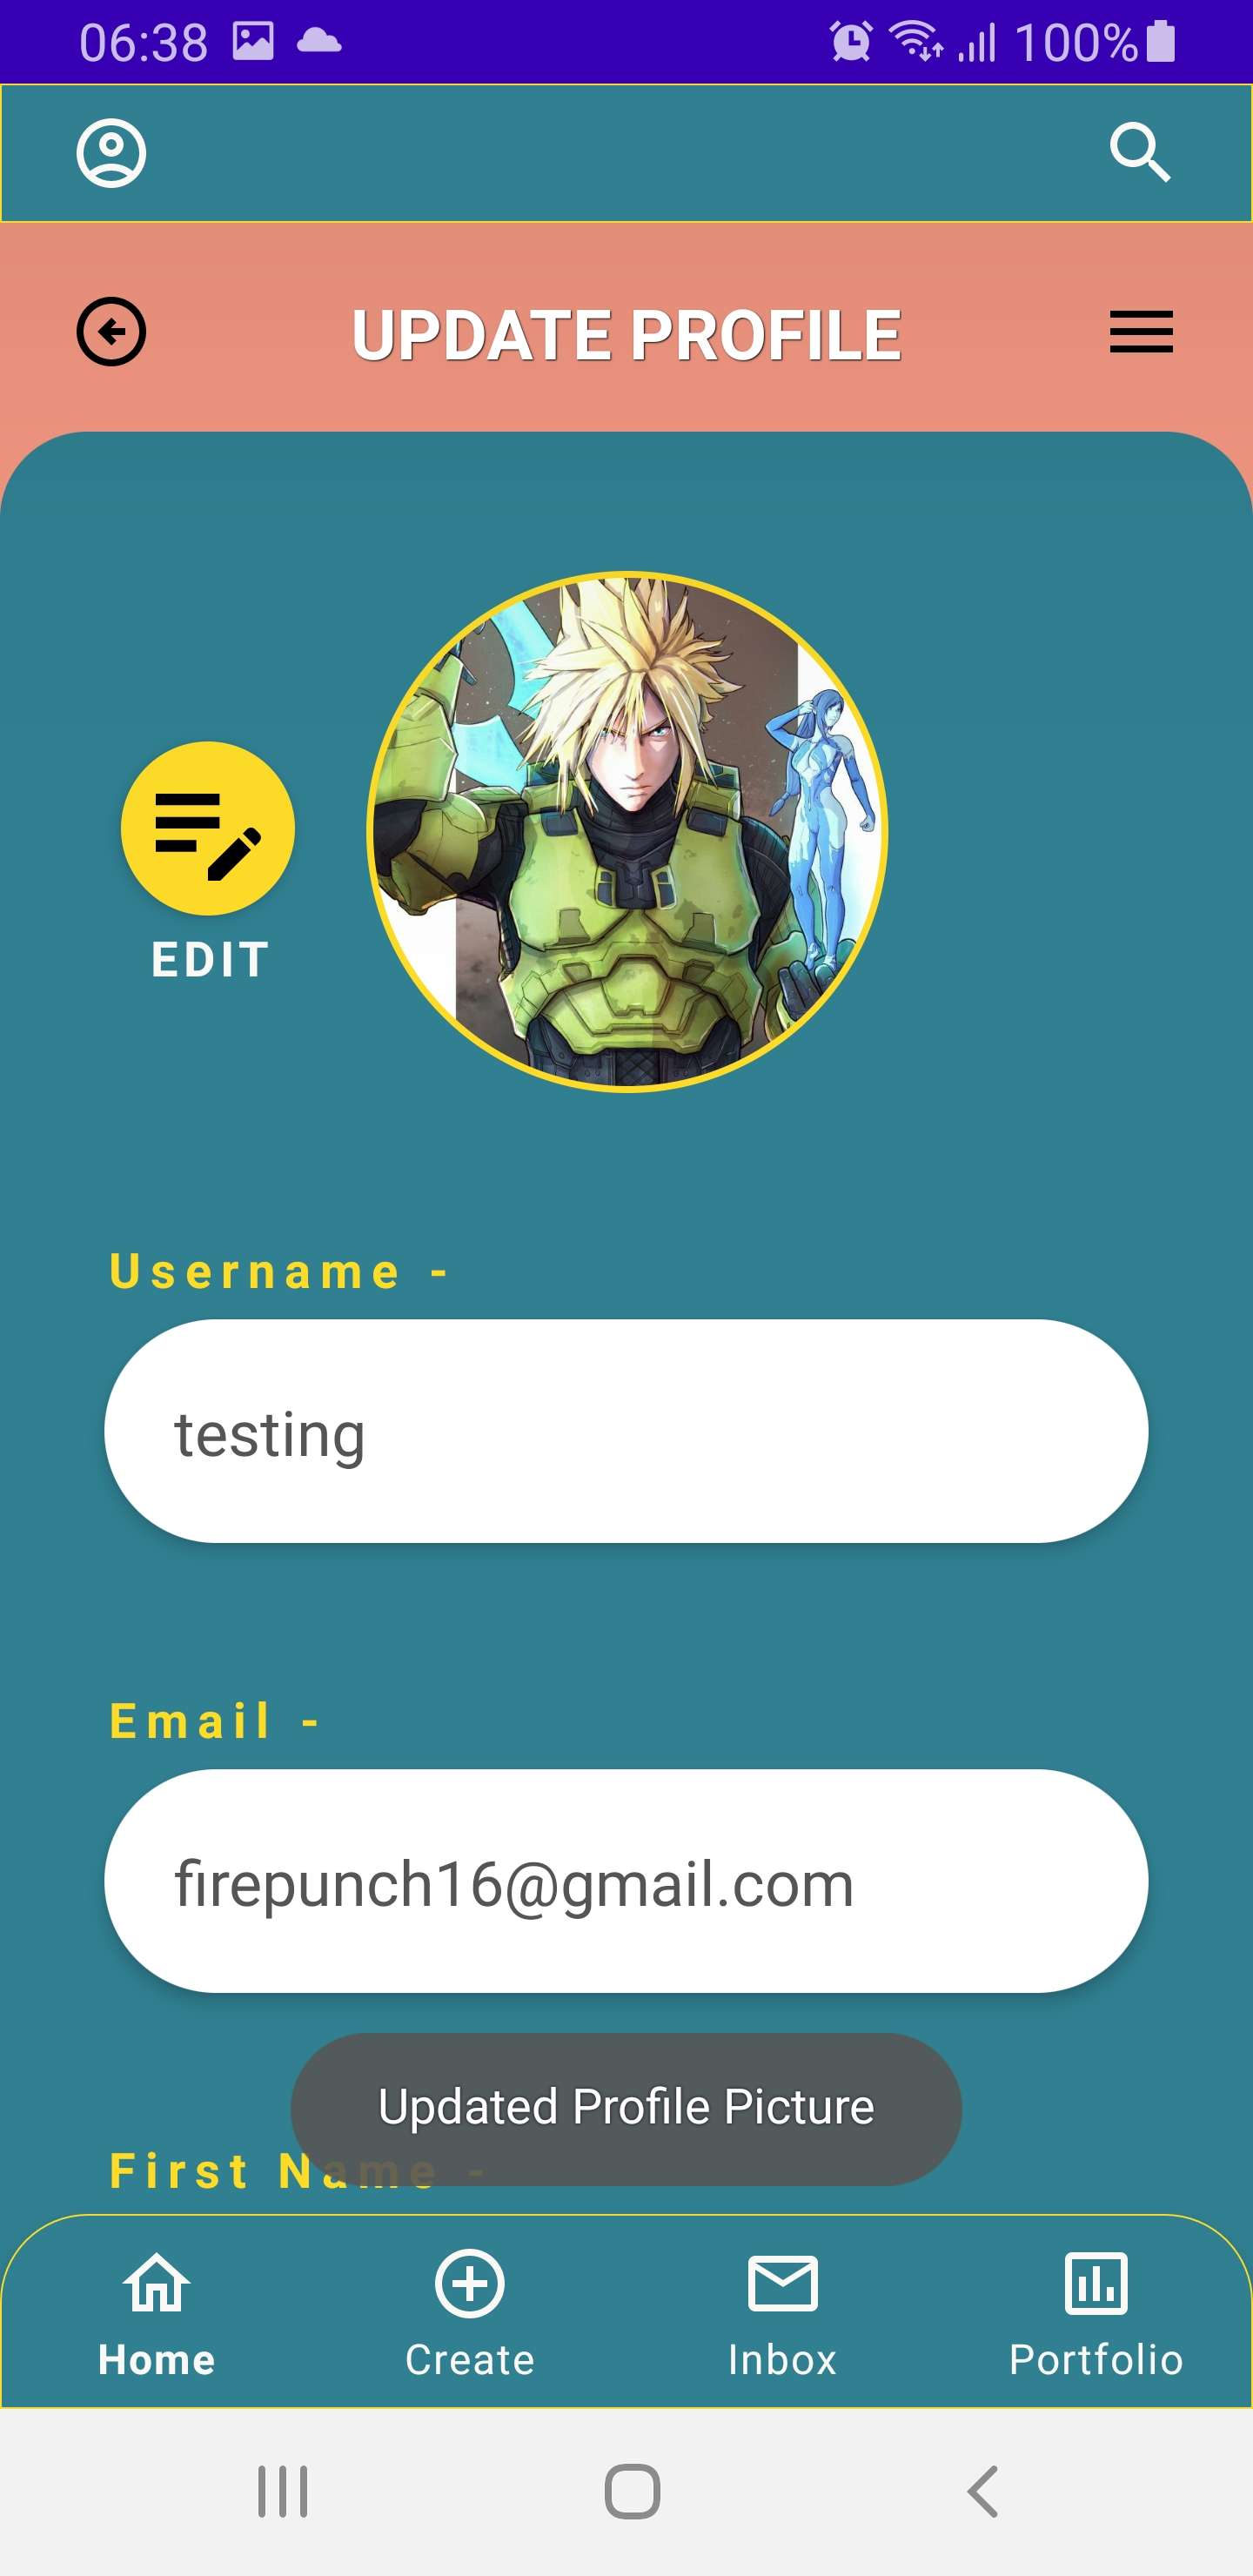 06:38
100%
UPDATE PROFILE
EDIT
Username -
testing
Email -
firepunch16@gmail.com
Updated Profile Picture
First Name -
Home
Create
Inbox
Portfolio